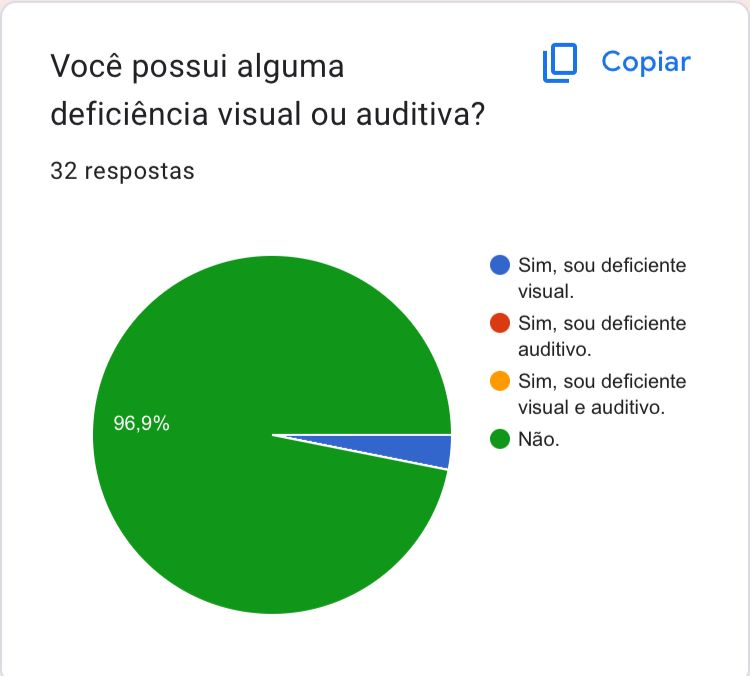 Você possui alguma
deficiência visual ou auditiva?
Copiar
32 respostas
96,9%
Sim, sou deficiente
visual.
Sim, sou deficiente
auditivo.
Sim, sou deficiente
visual e auditivo.
Não.